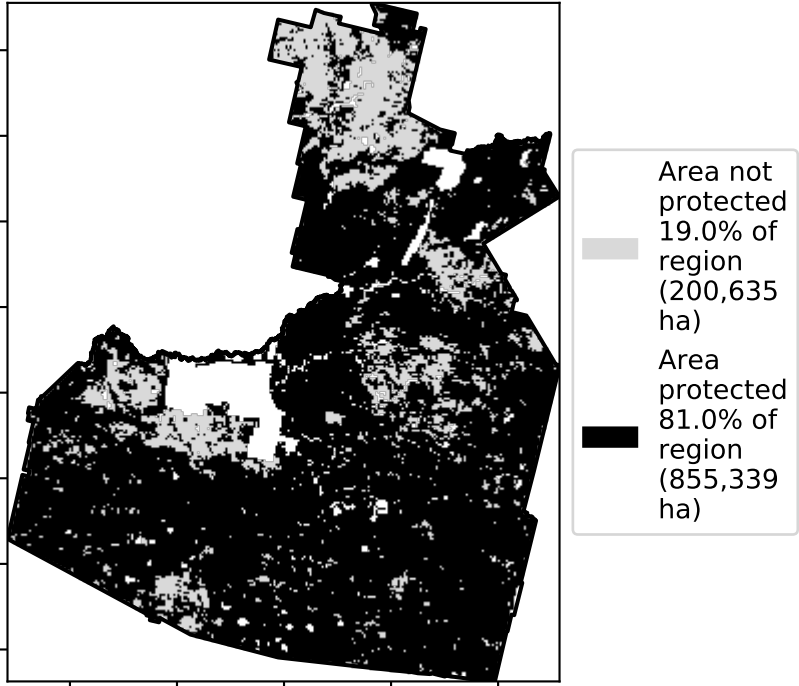 Area not
protected
19.0% of
region
(200,635
ha)
Area
protected
81.0% of
region
(855,339
ha)